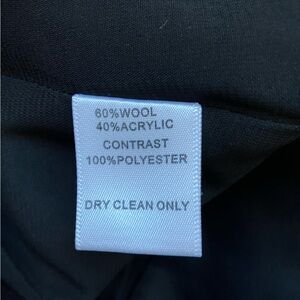 60%WOOL
40%ACRYLIC
CONTRAST
100%POLYESTER
DRY CLEAN ONLY